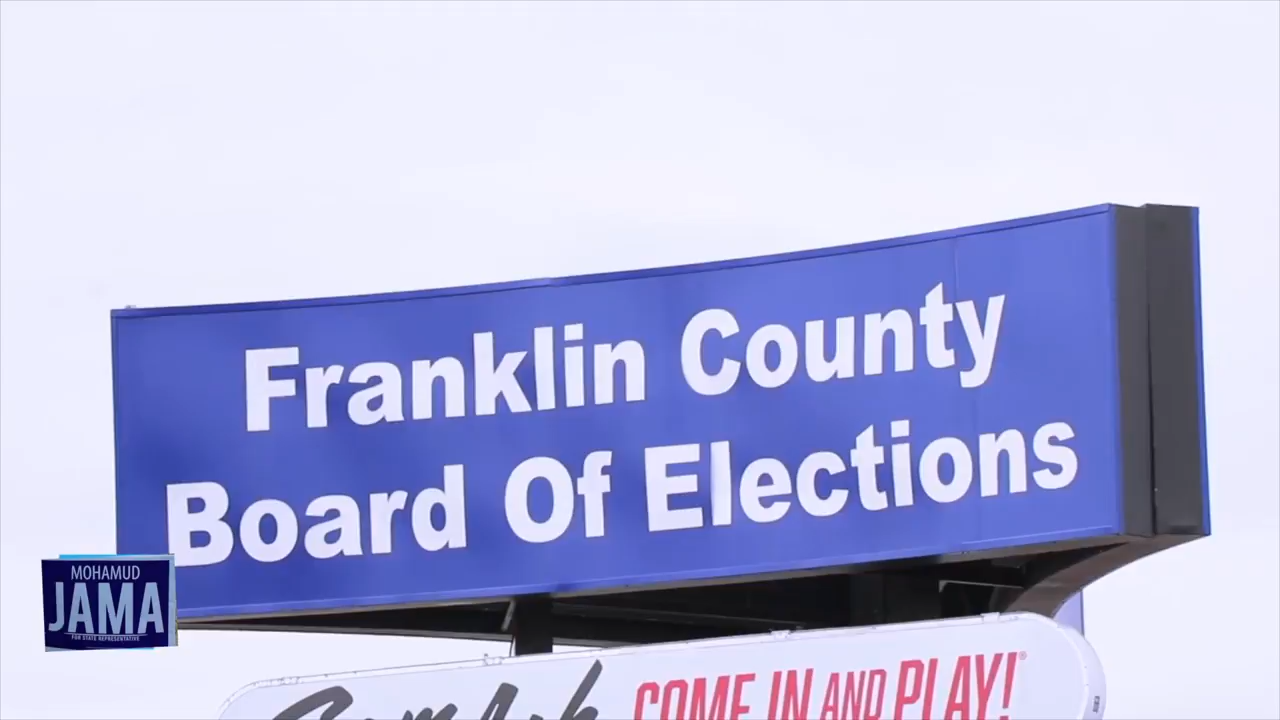 Franklin County
Board Of Elections
MOHAMUD
JAMA
FOR STATE REPRESENTATIVE
COME IN AND PLAY!